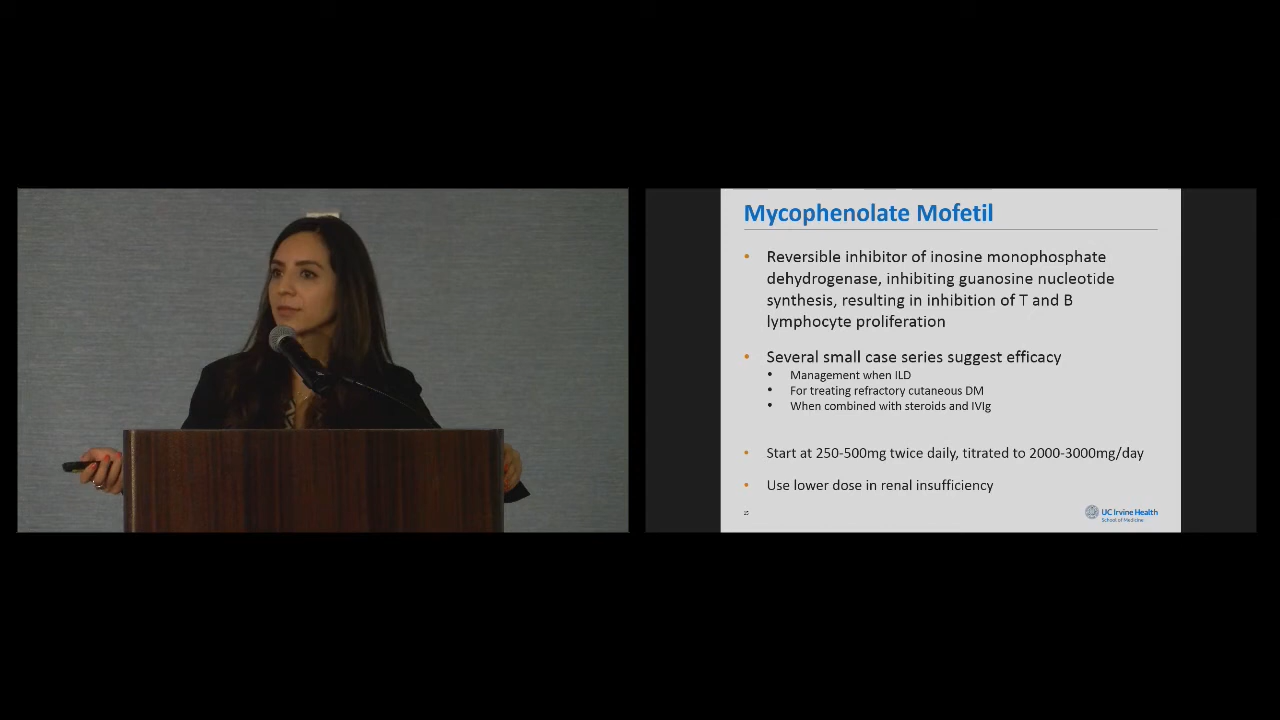 Mycophenolate Mofetil
• Reversible inhibitor of inosine monophosphate
dehydrogenase, inhibiting guanosine nucleotide
synthesis, resulting in inhibition of T and B
lymphocyte proliferation
• Several small case series suggest efficacy
• Management when ILD
• For treating refractory cutaneous DM
• When combined with steroids and IVIg
• Start at 250-500mg twice daily, titrated to 2000-3000mg/day
• Use lower dose in renal insufficiency
UC Irvine Health
School of Medicine